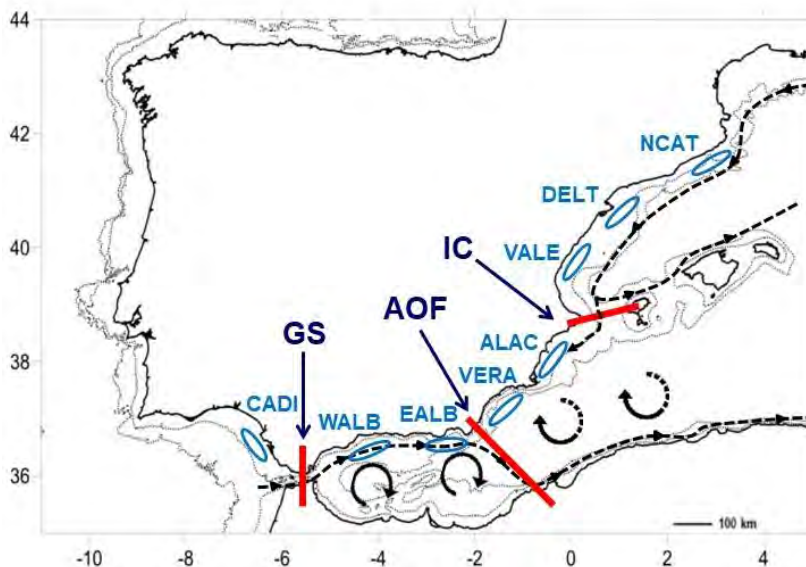 44
42
40
38
36
NCAT
DELT
VALE
IC
AOF
ALAC
GS
VERA
CADI
WALB
EALB
100 km
-10
-8
-6
-4
-2
0
2
4